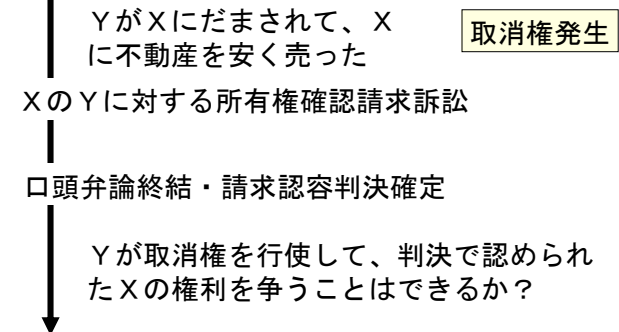 ＹがＸにだまされて、Ｘ
に不動産を安く売った
取消権発生
ＸのＹに対する所有権確認請求訴訟
口頭弁論終結・請求認容判決確定
Ｙが取消権を行使して、判決で認められ
たＸの権利を争うことはできるか？